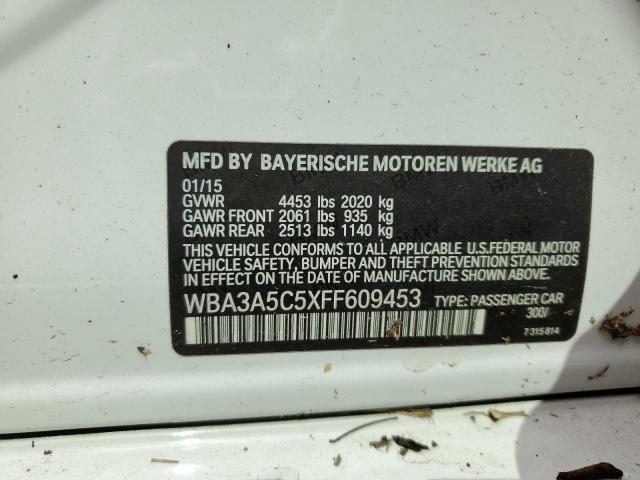 MFD BY BAYERISCHE MOTOREN WERKE AG
01/15
GVWR 4453 lbs 2020 kg
GAWR FRONT 2061 lbs 935 kg
GAWR REAR 2513 lbs 1140 kg
THIS VEHICLE CONFORMS TO ALL APPLICABLE U.S.FEDERAL MOTOR
VEHICLE SAFETY, BUMPER AND THEFT PREVENTION STANDARDS
IN EFFECT ON THE DATE OF MANUFACTURE SHOWN ABOVE
WBA3A5C5XFF609453 TYPE: PASSENGER CAR
300/
7 315 814